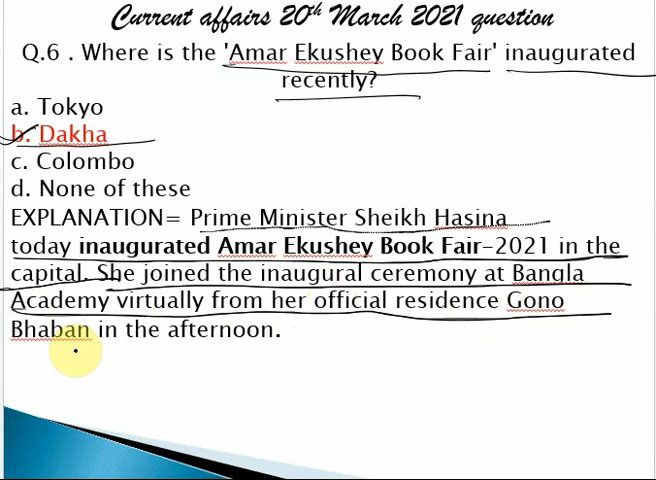 Current affairs 20th March 2021 question
Q.6 . Where is the 'Amar Ekushey Book Fair' inaugurated
recently?
a. Tokyo
b. Dakha
c. Colombo
d. None of these
EXPLANATION= Prime Minister Sheikh Hasina
today inaugurated Amar Ekushey Book Fair-2021 in the
capital. She joined the inaugural ceremony at Bangla
Academy virtually from her official residence Gono
Bhaban in the afternoon.